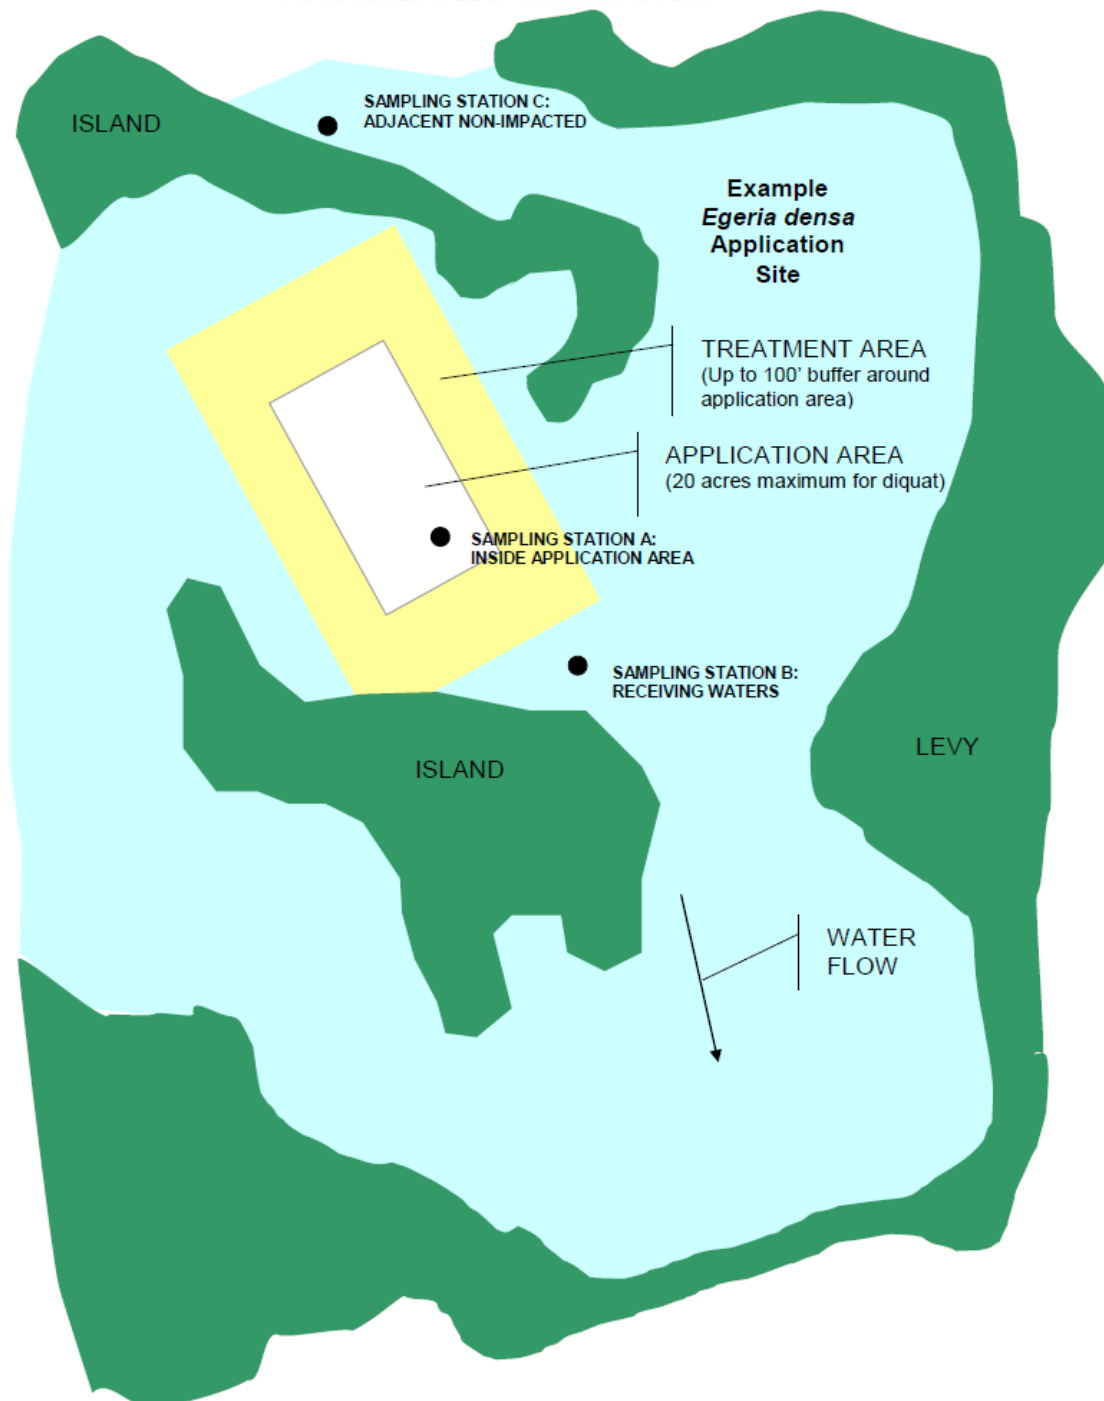 SAMPLING STATION C:
ADJACENT NON-IMPACTED
ISLAND
Example
Egeria densa
Application
Site
TREATMENT AREA
(Up to 100' buffer around
application area)
APPLICATION AREA
(20 acres maximum for diquat)
SAMPLING STATION A:
INSIDE APPLICATION AREA
SAMPLING STATION B:
RECEIVING WATERS
LEVY
ISLAND
WATER
FLOW